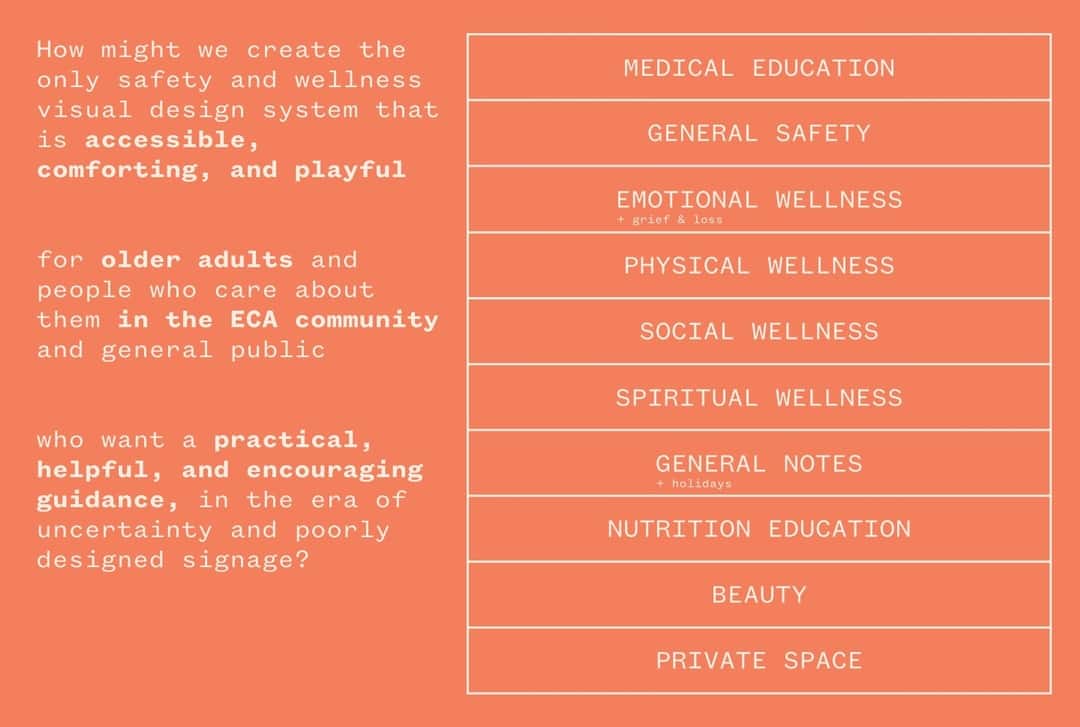 How might we create the
only safety and wellness
visual design system that
is accessible,
comforting, and playful
for older adults and
people who care about
them in the ECA community
and general public
who want a practical,
helpful, and encouraging
guidance, in the era of
uncertainty and poorly
designed signage?
MEDICAL EDUCATION
GENERAL SAFETY
EMOTIONAL WELLNESS
+ grief & loss
PHYSICAL WELLNESS
SOCIAL WELLNESS
SPIRITUAL WELLNESS
GENERAL NOTES
+ holidays
NUTRITION EDUCATION
BEAUTY
PRIVATE SPACE